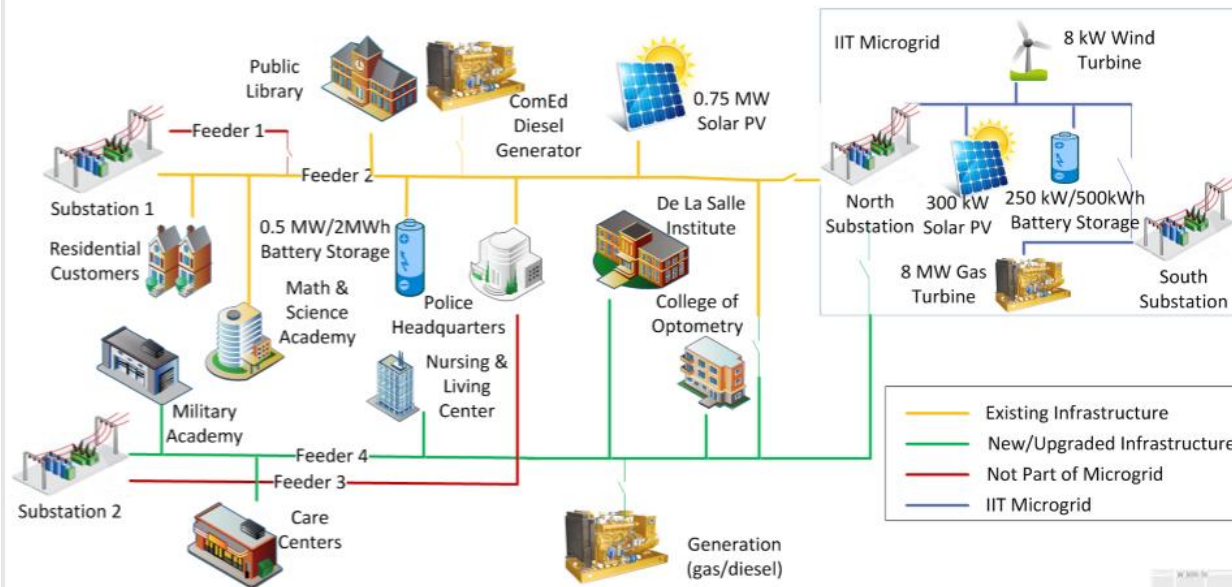 IIT Microgrid
8 kW Wind
Turbine
Public
Library
ComEd
Diesel
Generator
0.75 MW
Solar PV
Feeder 1
Feeder 2
Substation 1
Residential
Customers
0.5 MW/2MWh
Battery Storage
De La Salle
Institute
North
Substation
300 kW
Solar PV
250 kW/500kWh
Battery Storage
8 MW Gas
Turbine
South
Substation
Math &
Science
Academy
Police
Headquarters
College of
Optometry
Nursing &
Living
Center
Military
Academy
Feeder 4
Feeder 3
Substation 2
Care
Centers
Generation
(gas/diesel)
Existing Infrastructure
New/Upgraded Infrastructure
Not Part of Microgrid
IIT Microgrid